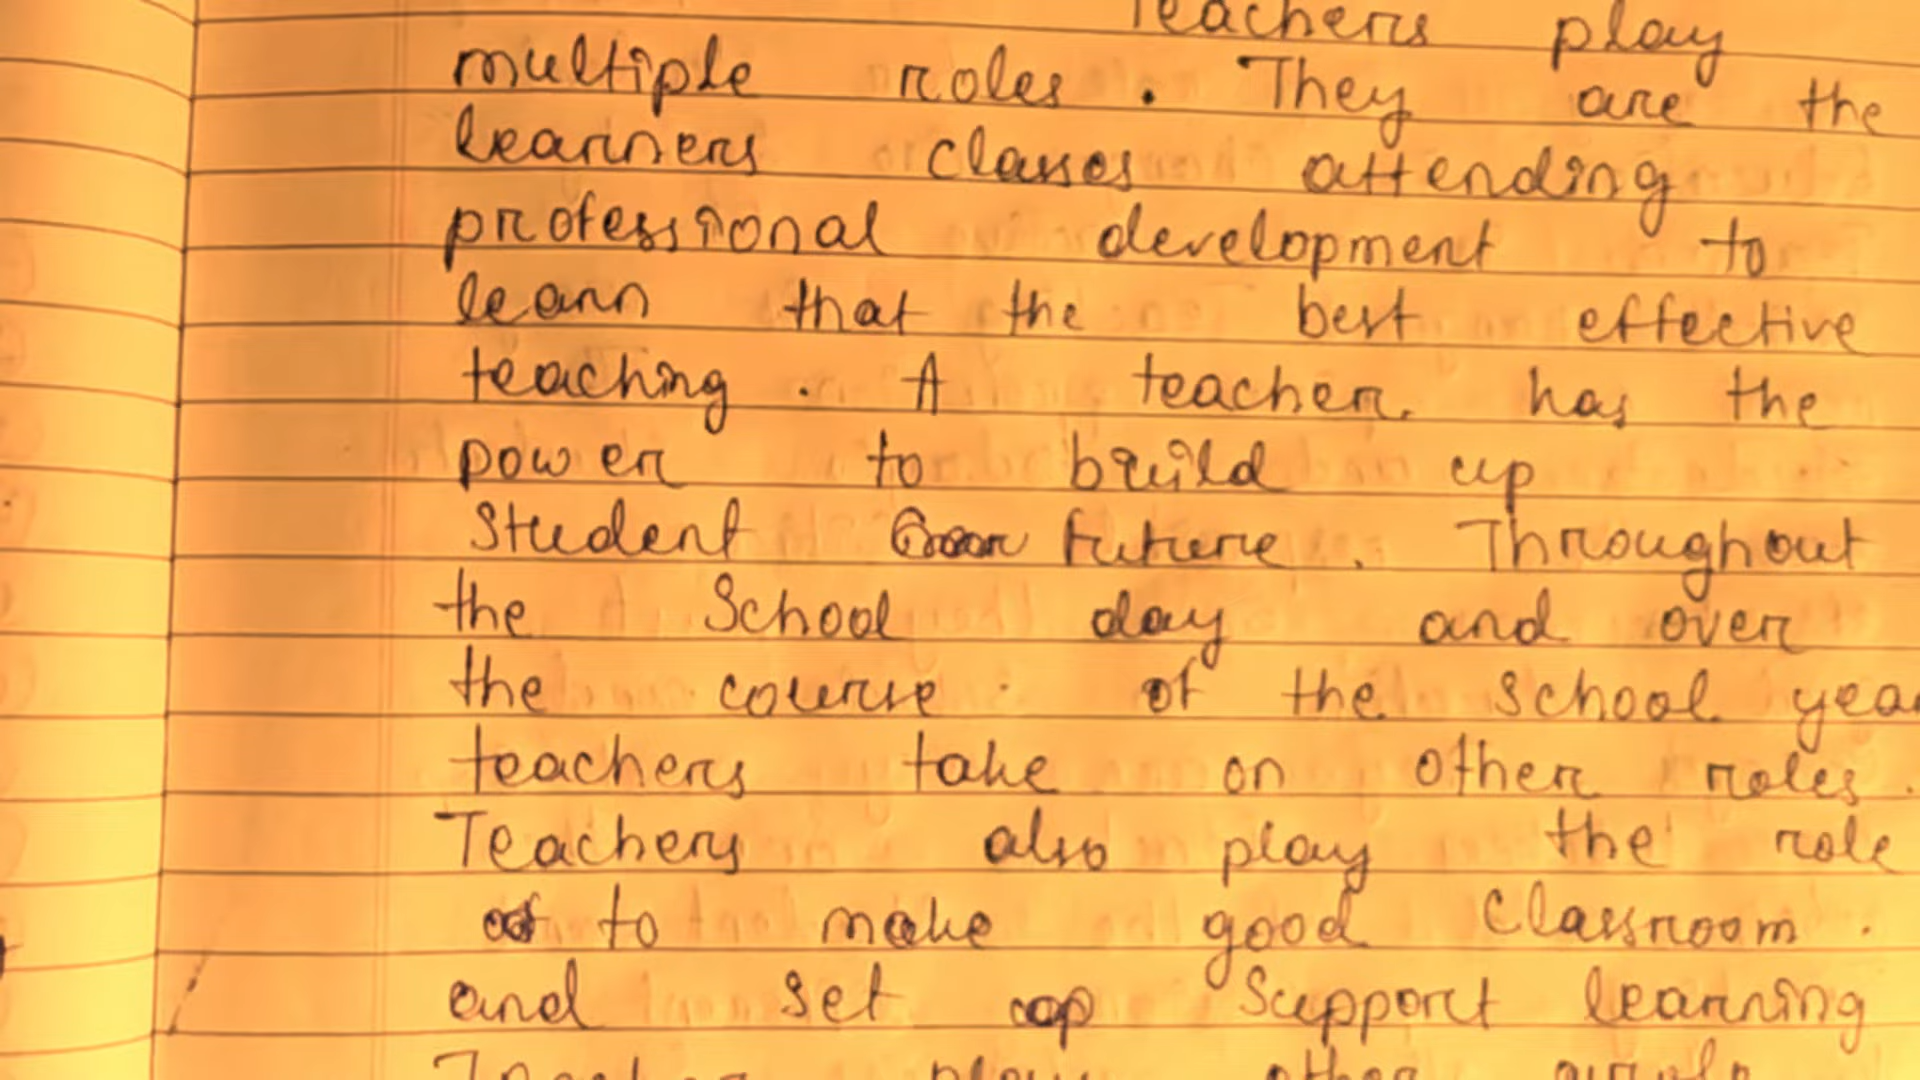 Teachers play
multiple roles. They are the
learners classes attending
professional development to
learn that the best effective
teaching. A teacher has the
power to build up
Student future. Throughout
the School day and over
the course of the school year
teachers take on other roles.
Teachers also play the role
to make good Classroom.
and set up Support learning
play other